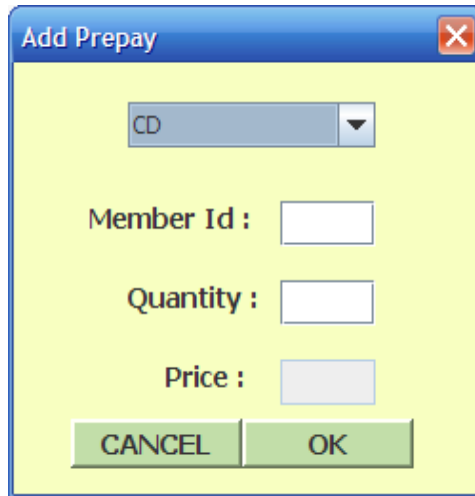 Add Prepay
CD
Member Id :
Quantity :
Price :
CANCEL OK